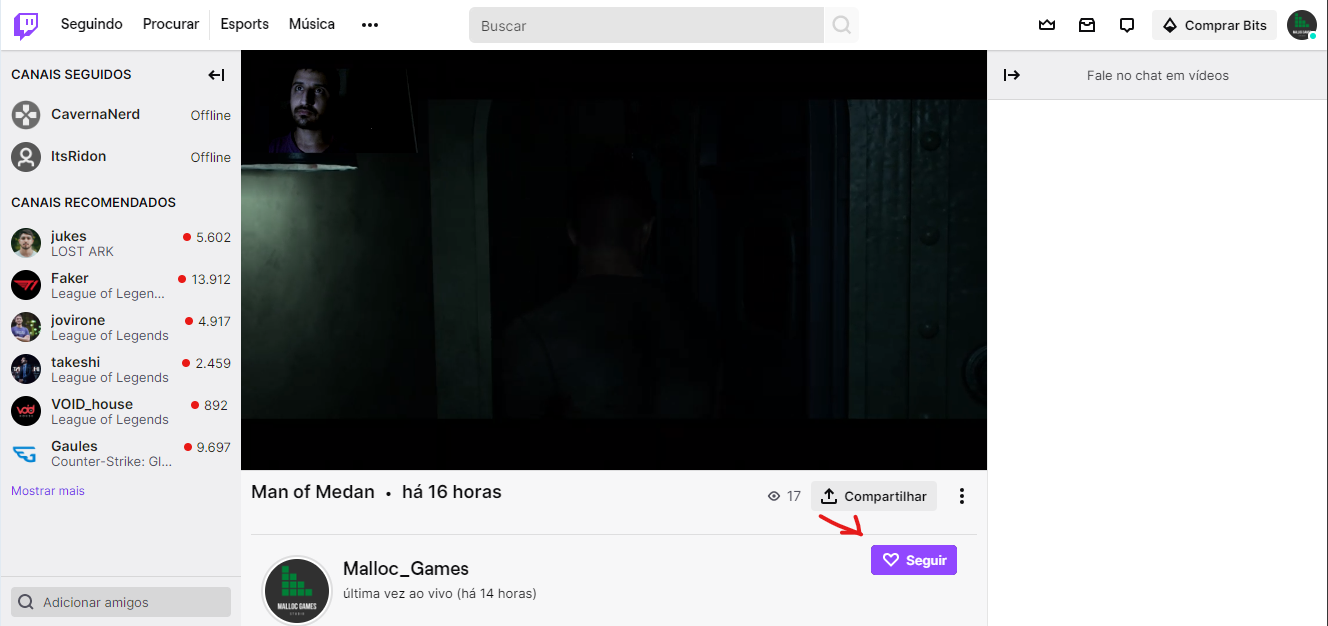 Seguindo
Procurar
Esports
Música
Buscar
Comprar Bits
CANAIS SEGUIDOS
CavernaNerd
Offline
ItsRidon
Offline
CANAIS RECOMENDADOS
jukes
5.602
LOST ARK
Faker
13.912
League of Legen...
jovirone
4.917
League of Legends
takeshi
2.459
League of Legends
VOID_house
892
League of Legends
Gaules
9.697
Counter-Strike: Gl...
Mostrar mais
Adicionar amigos
Man of Medan • há 16 horas
17
Compartilhar
Seguir
Malloc_Games
última vez ao vivo (há 14 horas)
MALLOC GAMES
Fale no chat em vídeos